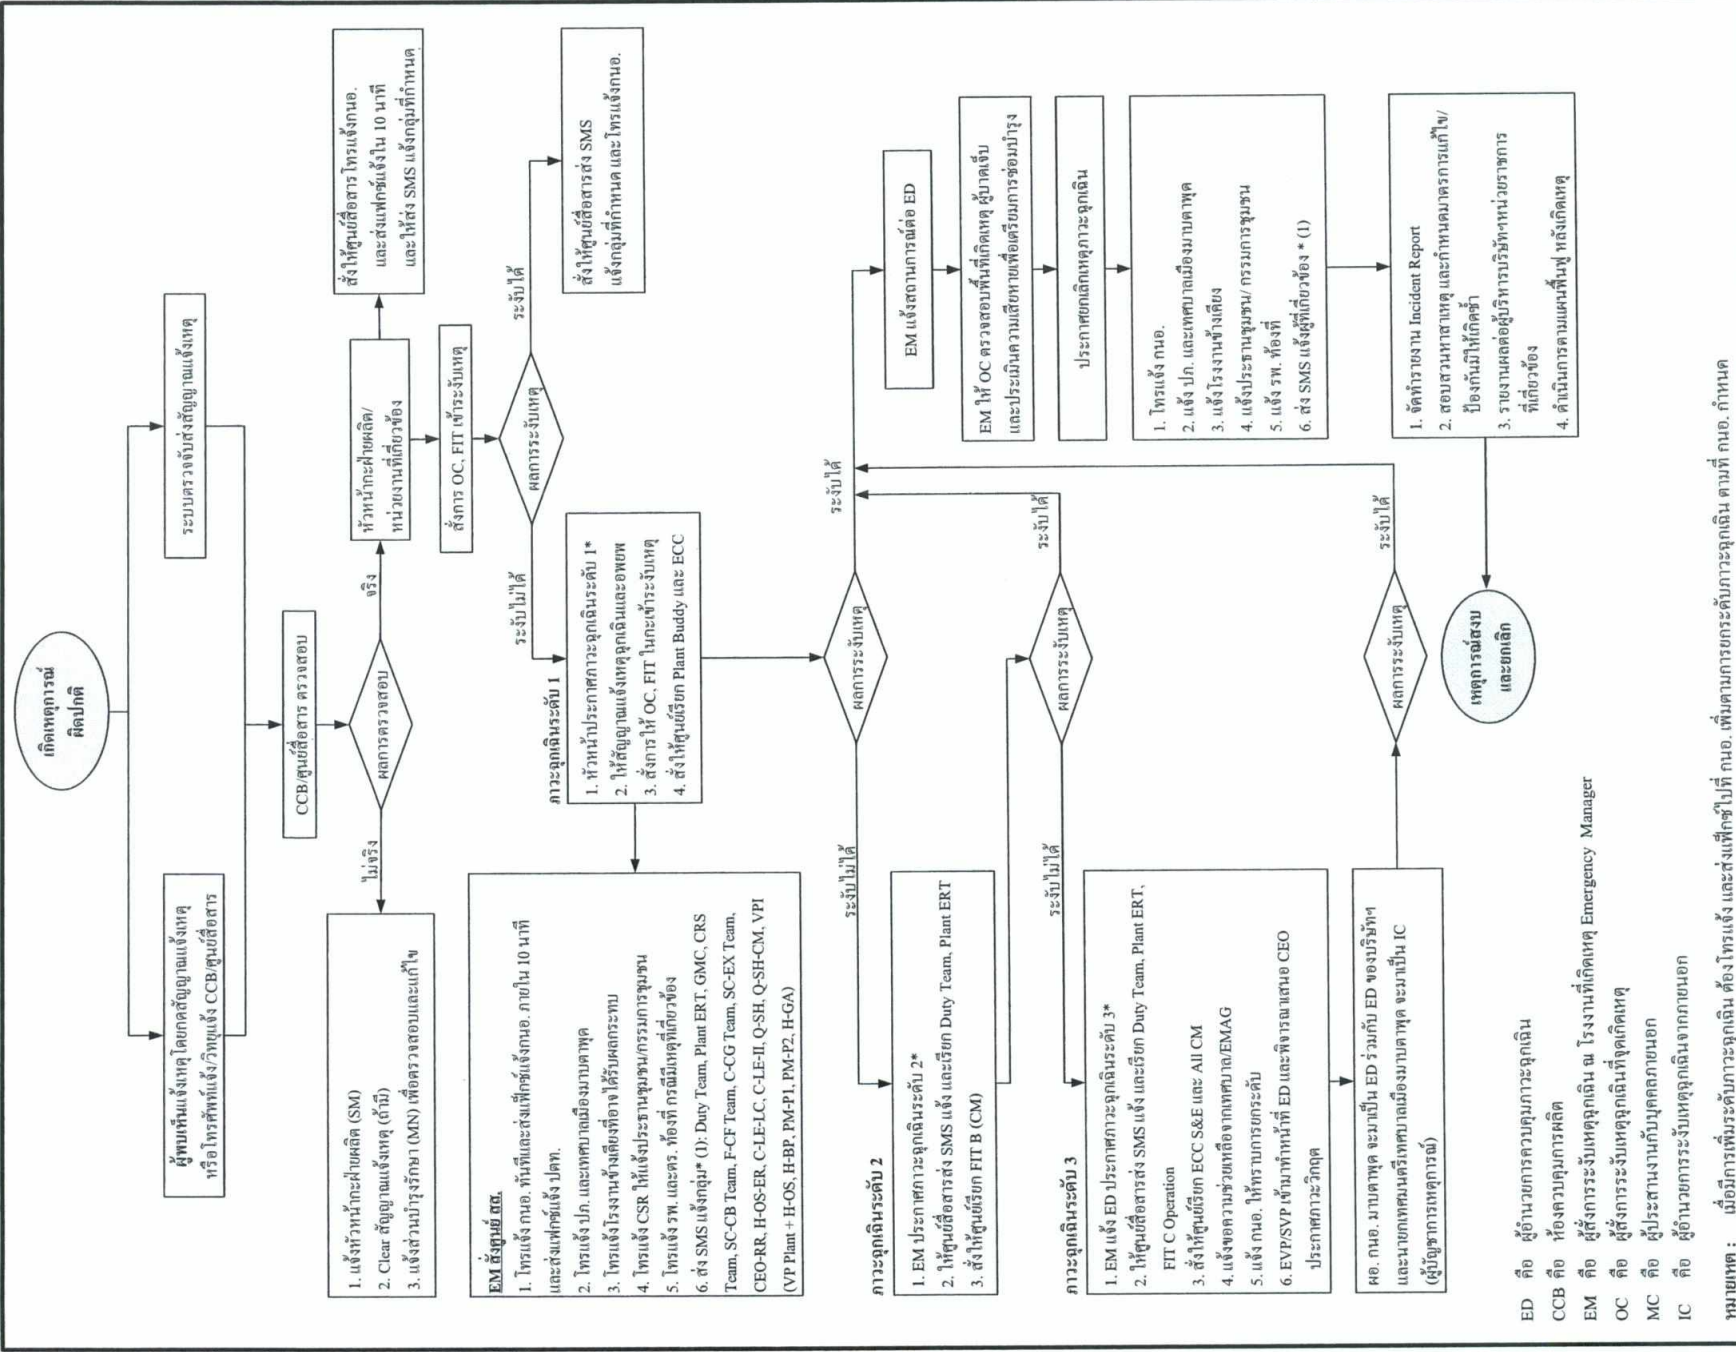 เกิดเหตุการณ์
ผิดปกติ
ผู้พบเห็นแจ้งเหตุโดยกดสัญญาณแจ้งเหตุ
หรือโทรศัพท์แจ้ง/วิทยุแจ้ง CCB/ศูนย์สื่อสาร
ระบบตรวจจับส่งสัญญาณแจ้งเหตุ
CCB/ศูนย์สื่อสาร ตรวจสอบ
ผลการตรวจสอบ
ไม่จริง
จริง
1. แจ้งหัวหน้ากะฝ่ายผลิต (SM)
2. Clear สัญญาณแจ้งเหตุ (ถ้ามี)
3. แจ้งส่วนบำรุงรักษา (MN) เพื่อตรวจสอบและแก้ไข
หัวหน้ากะฝ่ายผลิต/
หน่วยงานที่เกี่ยวข้อง
สั่งให้ศูนย์สื่อสารโทรแจ้งกนอ.
และส่งแฟกซ์แจ้งใน 10 นาที
และให้ส่ง SMS แจ้งกลุ่มที่กำหนด
สั่งการ OC, FIT เข้าระงับเหตุ
ผลการระงับเหตุ
ระงับไม่ได้
ระงับได้
สั่งให้ศูนย์สื่อสารส่ง SMS
แจ้งกลุ่มที่กำหนด และโทรแจ้งกนอ.
ภาวะฉุกเฉินระดับ 1
1. หัวหน้าประกาศภาวะฉุกเฉินระดับ 1*
2. ให้สัญญาณแจ้งเหตุฉุกเฉินและอพยพ
3. สั่งการให้ OC, FIT ในกะเข้าระงับเหตุ
4. สั่งให้ศูนย์เรียก Plant Buddy และ ECC
EM สั่งศูนย์ สส.
1. โทรแจ้ง กนอ. ทันทีและส่งแฟ็กซ์แจ้งกนอ. ภายใน 10 นาที
และส่งแฟกซ์แจ้ง ปตท.
2. โทรแจ้ง ปภ. และเทศบาลเมืองมาบตาพุด
3. โทรแจ้งโรงงานข้างเคียงที่อาจได้รับผลกระทบ
4. โทรแจ้ง CSR ให้แจ้งประธานชุมชน/กรรมการชุมชน
5. โทรแจ้ง รพ. และตร. ท้องที่ กรณีมีเหตุที่เกี่ยวข้อง
6. ส่ง SMS แจ้งกลุ่ม* (1): Duty Team, Plant ERT, GMC, CRS
Team, SC-CB Team, F-CF Team, C-CG Team, SC-EX Team,
CEO-RR, H-OS-ER, C-LE-LC, C-LE-II, Q-SH, Q-SH-CM, VPI
(VP Plant + H-OS, H-BP, PM-P1, PM-P2, H-GA)
ผลการระงับเหตุ
ระงับไม่ได้
ระงับได้
EM แจ้งสถานการณ์ต่อ ED
ภาวะฉุกเฉินระดับ 2
1. EM ประกาศภาวะฉุกเฉินระดับ 2*
2. ให้ศูนย์สื่อสารส่ง SMS แจ้ง และเรียก Duty Team, Plant ERT
3. สั่งให้ศูนย์เรียก FIT B (CM)
EM ให้ OC ตรวจสอบพื้นที่เกิดเหตุ ผู้บาดเจ็บ
และประเมินความเสียหายเพื่อเตรียมการซ่อมบำรุง
ผลการระงับเหตุ
ระงับไม่ได้
ระงับได้
ประกาศยกเลิกเหตุภาวะฉุกเฉิน
ภาวะฉุกเฉินระดับ 3
1. EM แจ้ง ED ประกาศภาวะฉุกเฉินระดับ 3*
2. ให้ศูนย์สื่อสารส่ง SMS แจ้ง และเรียก Duty Team, Plant ERT,
FIT C Operation
3. สั่งให้ศูนย์เรียก ECC S&E และ All CM
4. แจ้งขอความช่วยเหลือจากเทศบาล/EMAG
5. แจ้ง กนอ. ให้ทราบการยกระดับ
6. EVP/SVP เข้ามาทำหน้าที่ ED และพิจารณาเสนอ CEO
ประกาศภาวะวิกฤต
1. โทรแจ้ง กนอ.
2. แจ้ง ปภ. และเทศบาลเมืองมาบตาพุด
3. แจ้งโรงงานข้างเคียง
4. แจ้งประธานชุมชน/ กรรมการชุมชน
5. แจ้ง รพ. ท้องที่
6. ส่ง SMS แจ้งผู้ที่เกี่ยวข้อง * (1)
ผอ. กนอ. มาบตาพุด จะมาเป็น ED ร่วมกับ ED ของบริษัทฯ
และนายกเทศมนตรีเทศบาลเมืองมาบตาพุด จะมาเป็น IC
(ผู้บัญชาการเหตุการณ์)
ผลการระงับเหตุ
ระงับได้
1. จัดทำรายงาน Incident Report
2. สอบสวนหาสาเหตุ และกำหนดมาตรการแก้ไข/
ป้องกันมิให้เกิดซ้ำ
3. รายงานผลต่อผู้บริหารบริษัทฯหน่วยราชการ
ที่เกี่ยวข้อง
4. ดำเนินการตามแผนฟื้นฟู หลังเกิดเหตุ
เหตุการณ์สงบ
และยกเลิก
ED คือ ผู้อำนวยการควบคุมภาวะฉุกเฉิน
CCB คือ ห้องควบคุมการผลิต
EM คือ ผู้สั่งการระงับเหตุฉุกเฉิน ณ โรงงานที่เกิดเหตุ Emergency Manager
OC คือ ผู้สั่งการระงับเหตุฉุกเฉินที่จุดเกิดเหตุ
MC คือ ผู้ประสานงานกับบุคคลภายนอก
IC คือ ผู้อำนวยการระงับเหตุฉุกเฉินจากภายนอก
หมายเหตุ : เมื่อมีการเพิ่มระดับภาวะฉุกเฉิน ต้องโทรแจ้ง และส่งแฟ็กซ์ไปที่ กนอ. เพิ่มตามการยกระดับภาวะฉุกเฉิน ตามที่ กนอ. กำหนด